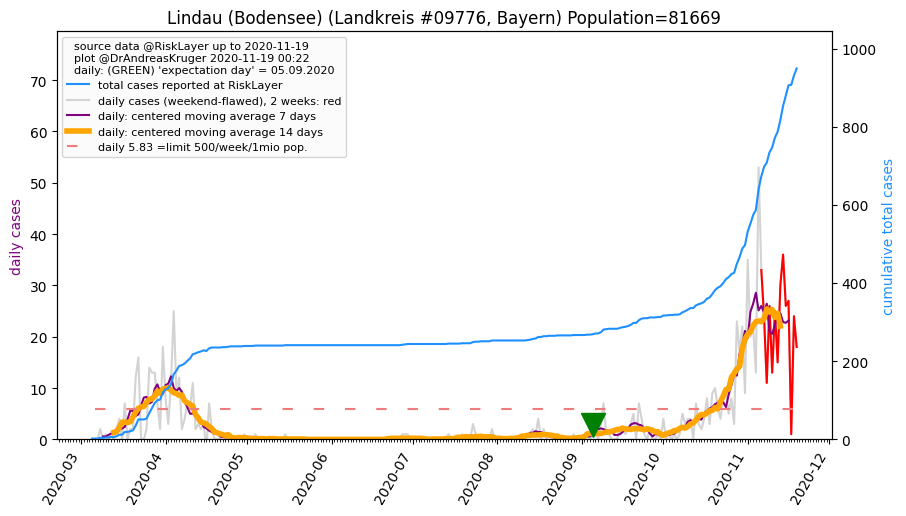 Lindau (Bodensee) (Landkreis #09776, Bayern) Population=81669
source data @RiskLayer up to 2020-11-19
plot @DrAndreasKruger 2020-11-19 00:22
daily: (GREEN) 'expectation day' = 05.09.2020
total cases reported at RiskLayer
daily cases (weekend-flawed), 2 weeks: red
daily: centered moving average 7 days
daily: centered moving average 14 days
daily 5.83 =limit 500/week/1mio pop.
daily cases
70
60
50
40
30
20
10
0
cumulative total cases
1000
800
600
400
200
0
2020-03
2020-04
2020-05
2020-06
2020-07
2020-08
2020-09
2020-10
2020-11
2020-12